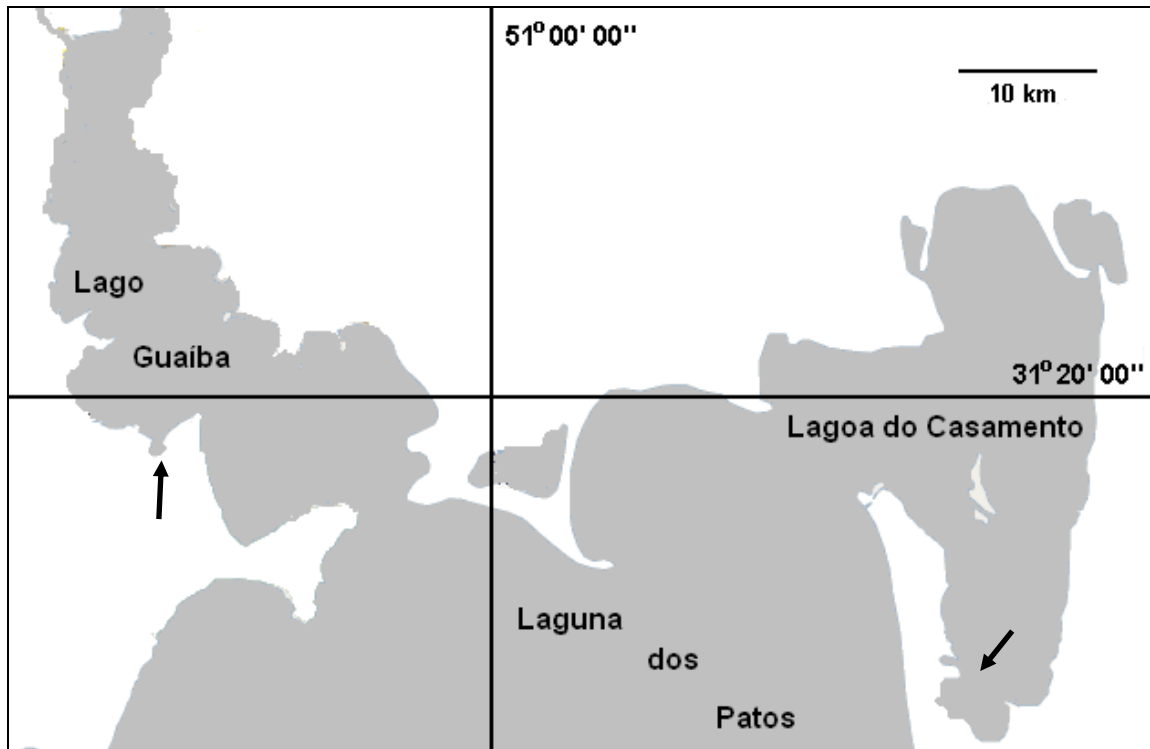 51º 00' 00"
10 km
Lago
Guaíba
31º 20' 00"
Lagoa do Casamento
Laguna
dos
Patos